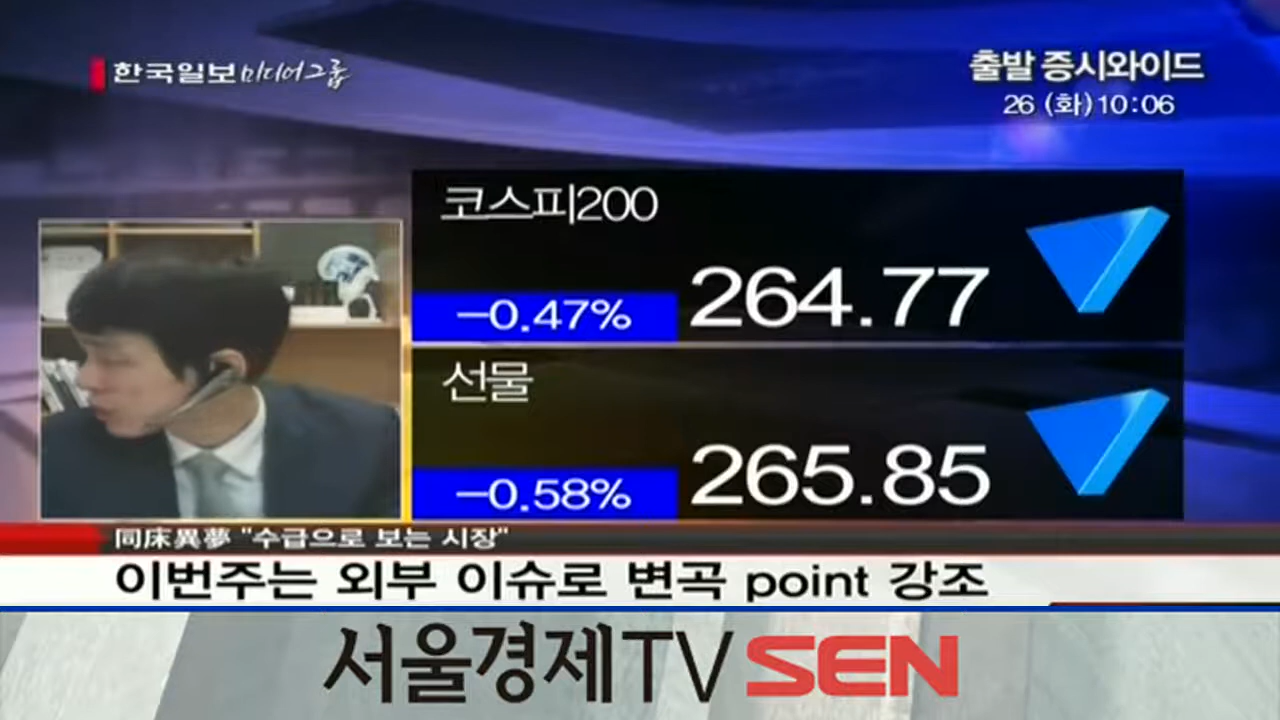 한국일보 미디어그룹
출발 증시와이드
26 (화) 10:06
코스피200
-0.47% 264.77
선물
-0.58% 265.85
同床異夢 "수급으로 보는 시장"
이번주는 외부 이슈로 변곡 point 강조
서울경제TV SEN